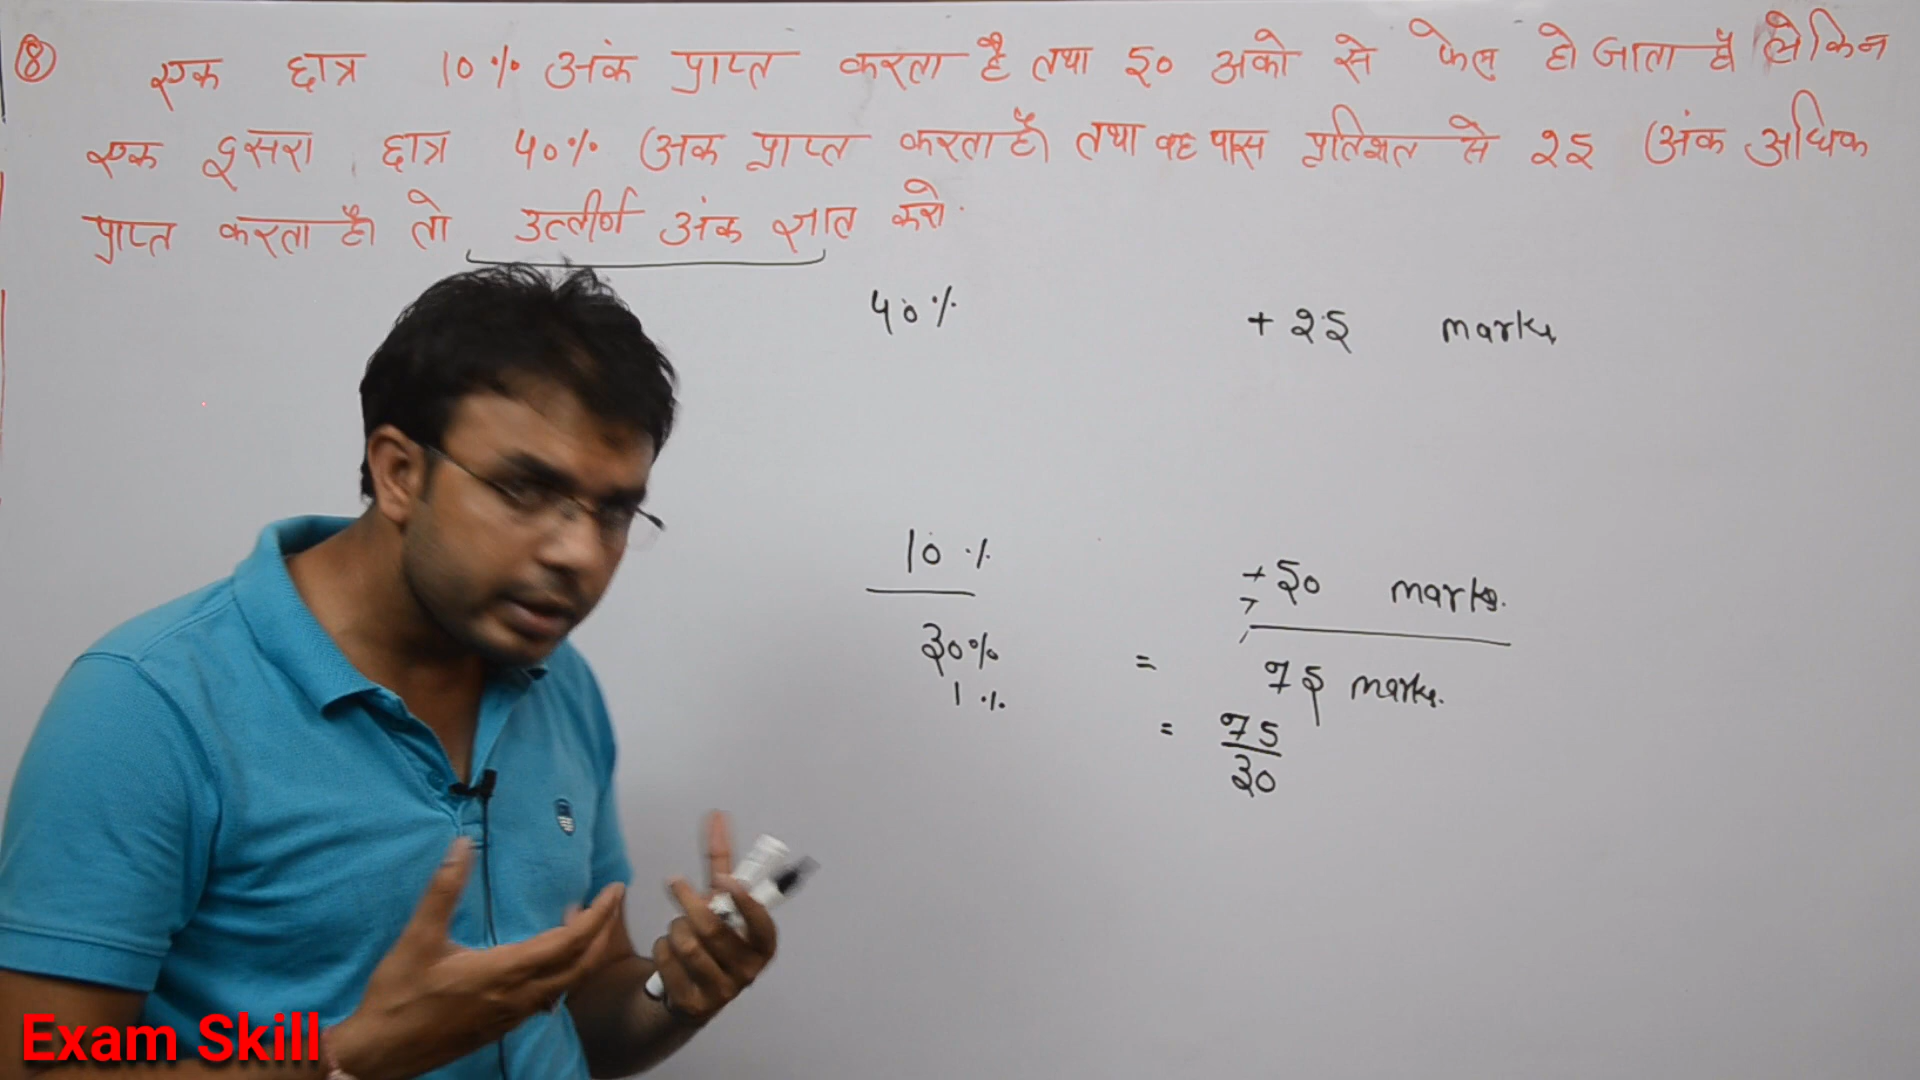 ⑧ एक छात्र 10% अंक प्राप्त करता है तथा 50 अंको से फेल हो जाता है लेकिन
एक दुसरा छात्र 40% अंक प्राप्त करता है तथा वह पास प्रतिशत से 25 अंक अधिक
प्राप्त करता है। तो उत्तीर्ण अंक ज्ञात करो.
40% + 25 marks
10% + 50 marks.
30% = 75 marks.
1% = 75/30
Exam Skill